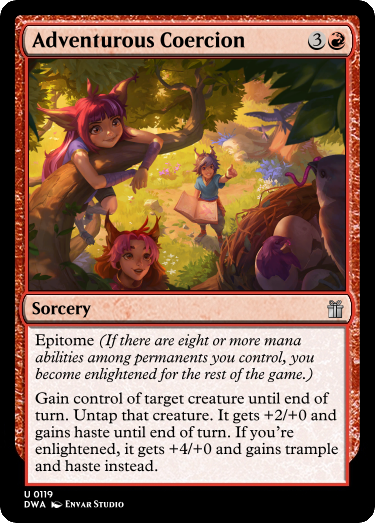 Adventurous Coercion 3
Sorcery
Epitome (If there are eight or more mana
abilities among permanents you control, you
become enlightened for the rest of the game.)
Gain control of target creature until end of
turn. Untap that creature. It gets +2/+0 and
gains haste until end of turn. If you're
enlightened, it gets +4/+0 and gains trample
and haste instead.
U 0119
DWA Envar Studio